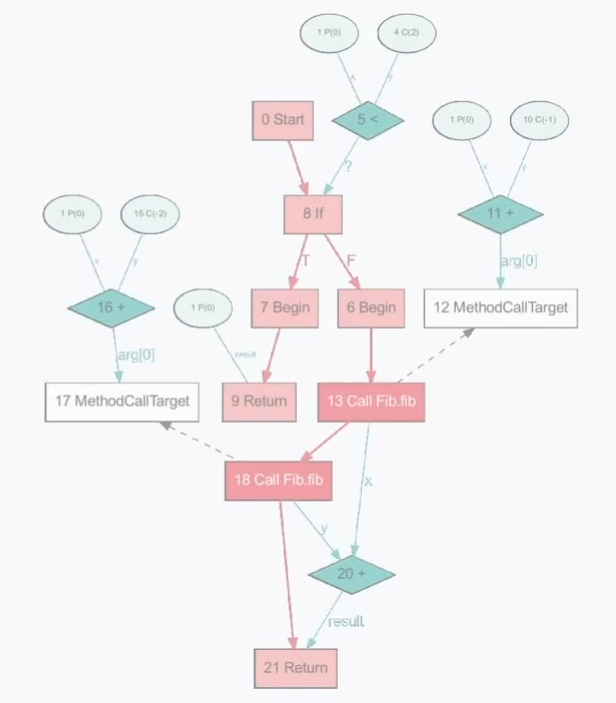 1 P(0)
4 C(2)
x
y
0 Start
5 <
1 P(0)
10 C(-1)
?
x
y
1 P(0)
15 C(-2)
8 If
11 +
x
y
T
F
arg[0]
16 +
1 P(0)
7 Begin
6 Begin
12 MethodCallTarget
arg[0]
result
17 MethodCallTarget
9 Return
13 Call Fib.fib
18 Call Fib.fib
x
y
20 +
result
21 Return